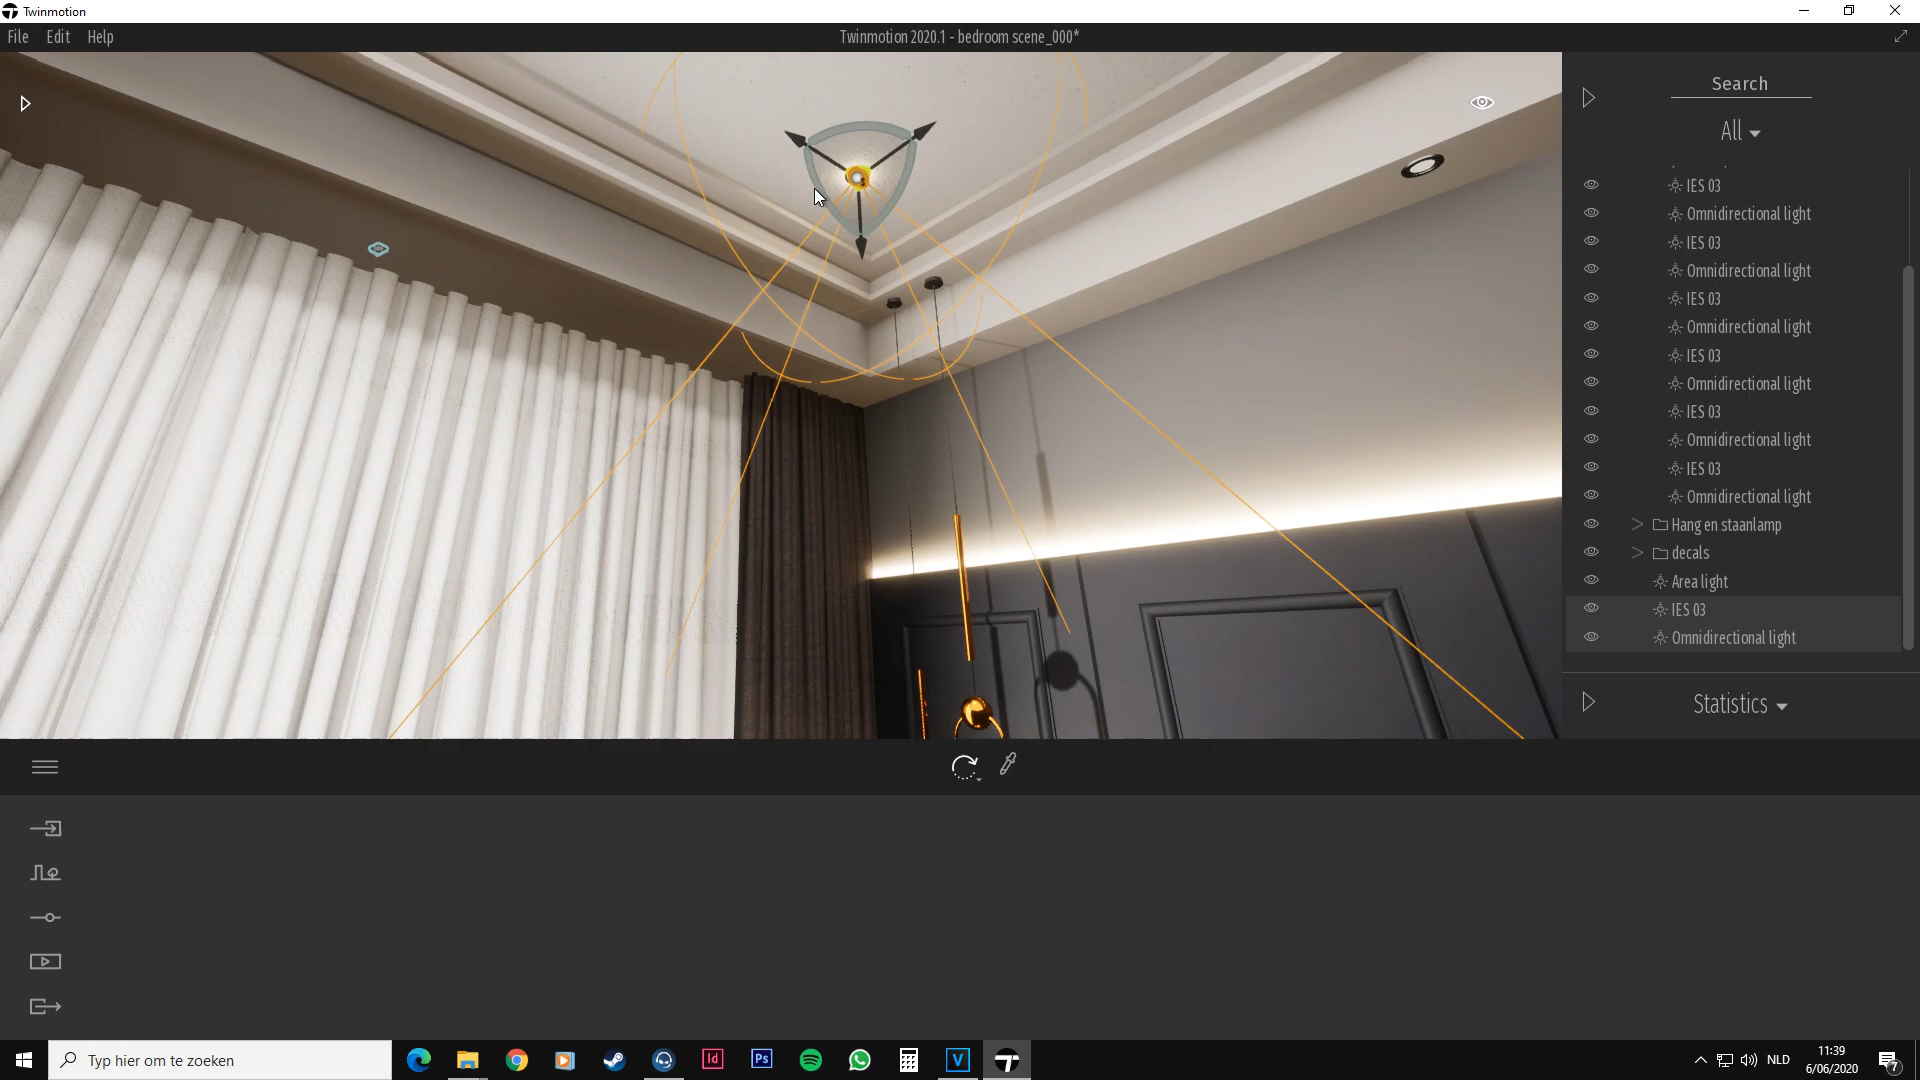 Twinmotion
File Edit Help
Twinmotion 2020.1 - bedroom scene_000*
Search
All
IES 03
Omnidirectional light
IES 03
Omnidirectional light
IES 03
Omnidirectional light
IES 03
Omnidirectional light
IES 03
Omnidirectional light
IES 03
Omnidirectional light
Hang en staanlamp
decals
Area light
IES 03
Omnidirectional light
Statistics
Typ hier om te zoeken
Id
Ps
V
NLD
11:39
6/06/2020
7